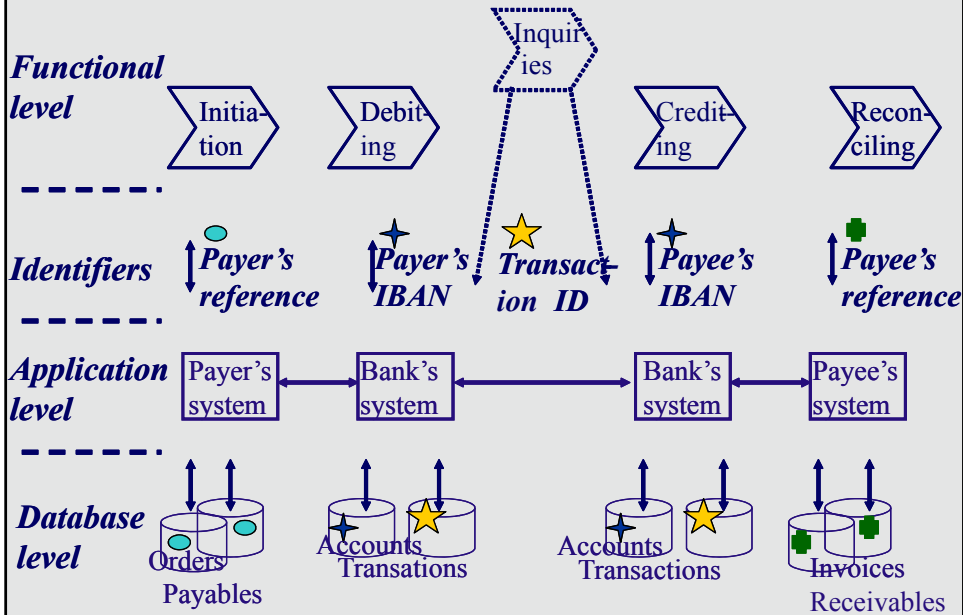 Functional
level
Initia-
tion
Debit-
ing
Inquir
ies
Credit-
ing
Recon-
ciling
Identifiers
Payer's
reference
Payer's
IBAN
Transact-
ion ID
Payee's
IBAN
Payee's
reference
Application
level
Payer's
system
Bank's
system
Bank's
system
Payee's
system
Database
level
Orders
Payables
Accounts
Transations
Accounts
Transactions
Invoices
Receivables